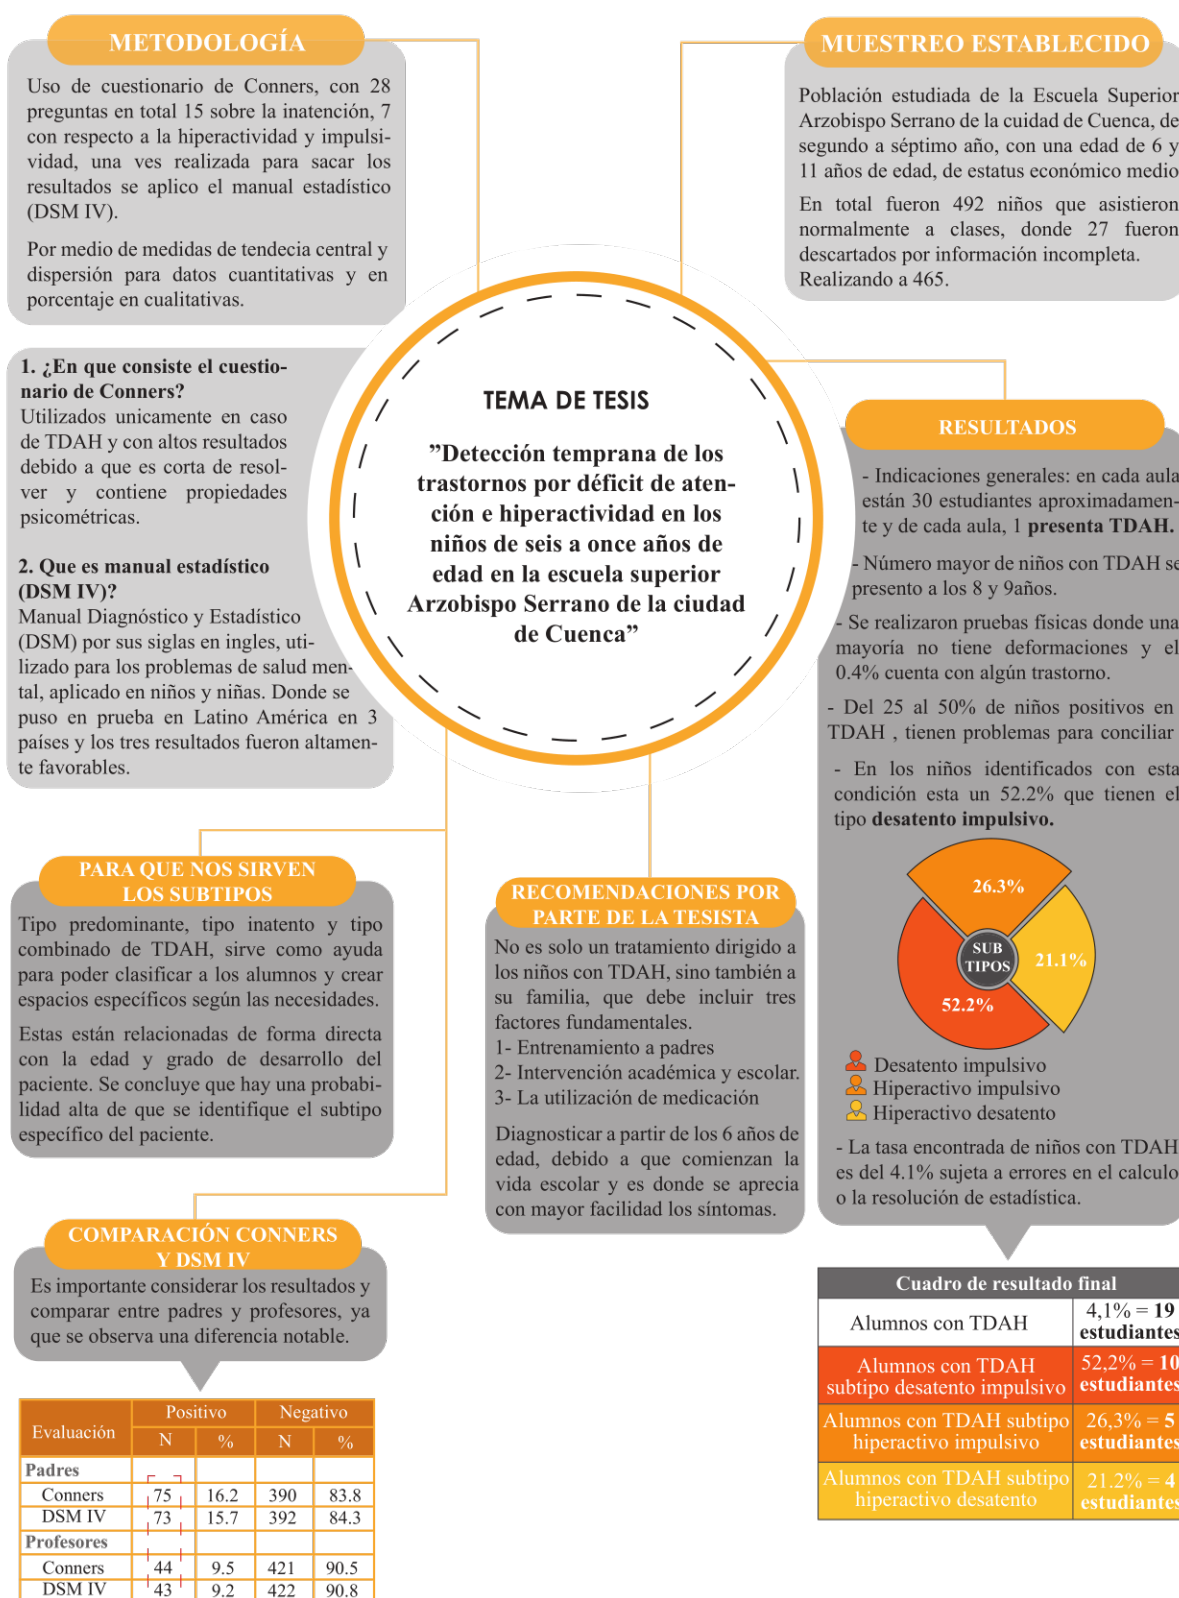 METODOLOGÍA
Uso de cuestionario de Conners, con 28
preguntas en total 15 sobre la inatención, 7
con respecto a la hiperactividad y impulsi-
vidad, una ves realizada para sacar los
resultados se aplico el manual estadístico
(DSM IV).
Por medio de medidas de tendecia central y
dispersión para datos cuantitativas y en
porcentaje en cualitativas.
MUESTREO ESTABLECIDO
Población estudiada de la Escuela Superior
Arzobispo Serrano de la cuidad de Cuenca, de
segundo a séptimo año, con una edad de 6 y
11 años de edad, de estatus económico medio
En total fueron 492 niños que asistieron
normalmente a clases, donde 27 fueron
descartados por información incompleta.
Realizando a 465.
1. ¿En que consiste el cuestio-
nario de Conners?
Utilizados unicamente en caso
de TDAH y con altos resultados
debido a que es corta de resol-
ver y contiene propiedades
psicométricas.
2. Que es manual estadístico
(DSM IV)?
Manual Diagnóstico y Estadístico
(DSM) por sus siglas en ingles, uti-
lizado para los problemas de salud men-
tal, aplicado en niños y niñas. Donde se
puso en prueba en Latino América en 3
países y los tres resultados fueron altamen-
te favorables.
TEMA DE TESIS
”Detección temprana de los
trastornos por déficit de aten-
ción e hiperactividad en los
niños de seis a once años de
edad en la escuela superior
Arzobispo Serrano de la ciudad
de Cuenca”
RESULTADOS
- Indicaciones generales: en cada aula
están 30 estudiantes aproximadamen-
te y de cada aula, 1 presenta TDAH.
- Número mayor de niños con TDAH se
presento a los 8 y 9años.
- Se realizaron pruebas físicas donde una
mayoría no tiene deformaciones y el
0.4% cuenta con algún trastorno.
- Del 25 al 50% de niños positivos en
TDAH , tienen problemas para conciliar
- En los niños identificados con esta
condición esta un 52.2% que tienen el
tipo desatento impulsivo.
26.3%
SUB
TIPOS
21.1%
52.2%
Desatento impulsivo
Hiperactivo impulsivo
Hiperactivo desatento
- La tasa encontrada de niños con TDAH
es del 4.1% sujeta a errores en el calculo
o la resolución de estadística.
PARA QUE NOS SIRVEN
LOS SUBTIPOS
Tipo predominante, tipo inatento y tipo
combinado de TDAH, sirve como ayuda
para poder clasificar a los alumnos y crear
espacios específicos según las necesidades.
Estas están relacionadas de forma directa
con la edad y grado de desarrollo del
paciente. Se concluye que hay una probabi-
lidad alta de que se identifique el subtipo
específico del paciente.
RECOMENDACIONES POR
PARTE DE LA TESISTA
No es solo un tratamiento dirigido a
los niños con TDAH, sino también a
su familia, que debe incluir tres
factores fundamentales.
1- Entrenamiento a padres
2- Intervención académica y escolar.
3- La utilización de medicación
Diagnosticar a partir de los 6 años de
edad, debido a que comienzan la
vida escolar y es donde se aprecia
con mayor facilidad los síntomas.
COMPARACIÓN CONNERS
Y DSM IV
Es importante considerar los resultados y
comparar entre padres y profesores, ya
que se observa una diferencia notable.
Evaluación Positivo Negativo
N % N %
Padres
Conners 75 16.2 390 83.8
DSM IV 73 15.7 392 84.3
Profesores
Conners 44 9.5 421 90.5
DSM IV 43 9.2 422 90.8
Cuadro de resultado final
Alumnos con TDAH 4,1% = 19
estudiantes
Alumnos con TDAH 52,2% = 10
subtipo desatento impulsivo estudiantes
Alumnos con TDAH subtipo 26,3% = 5
hiperactivo impulsivo estudiantes
Alumnos con TDAH subtipo 21.2% = 4
hiperactivo desatento estudiantes